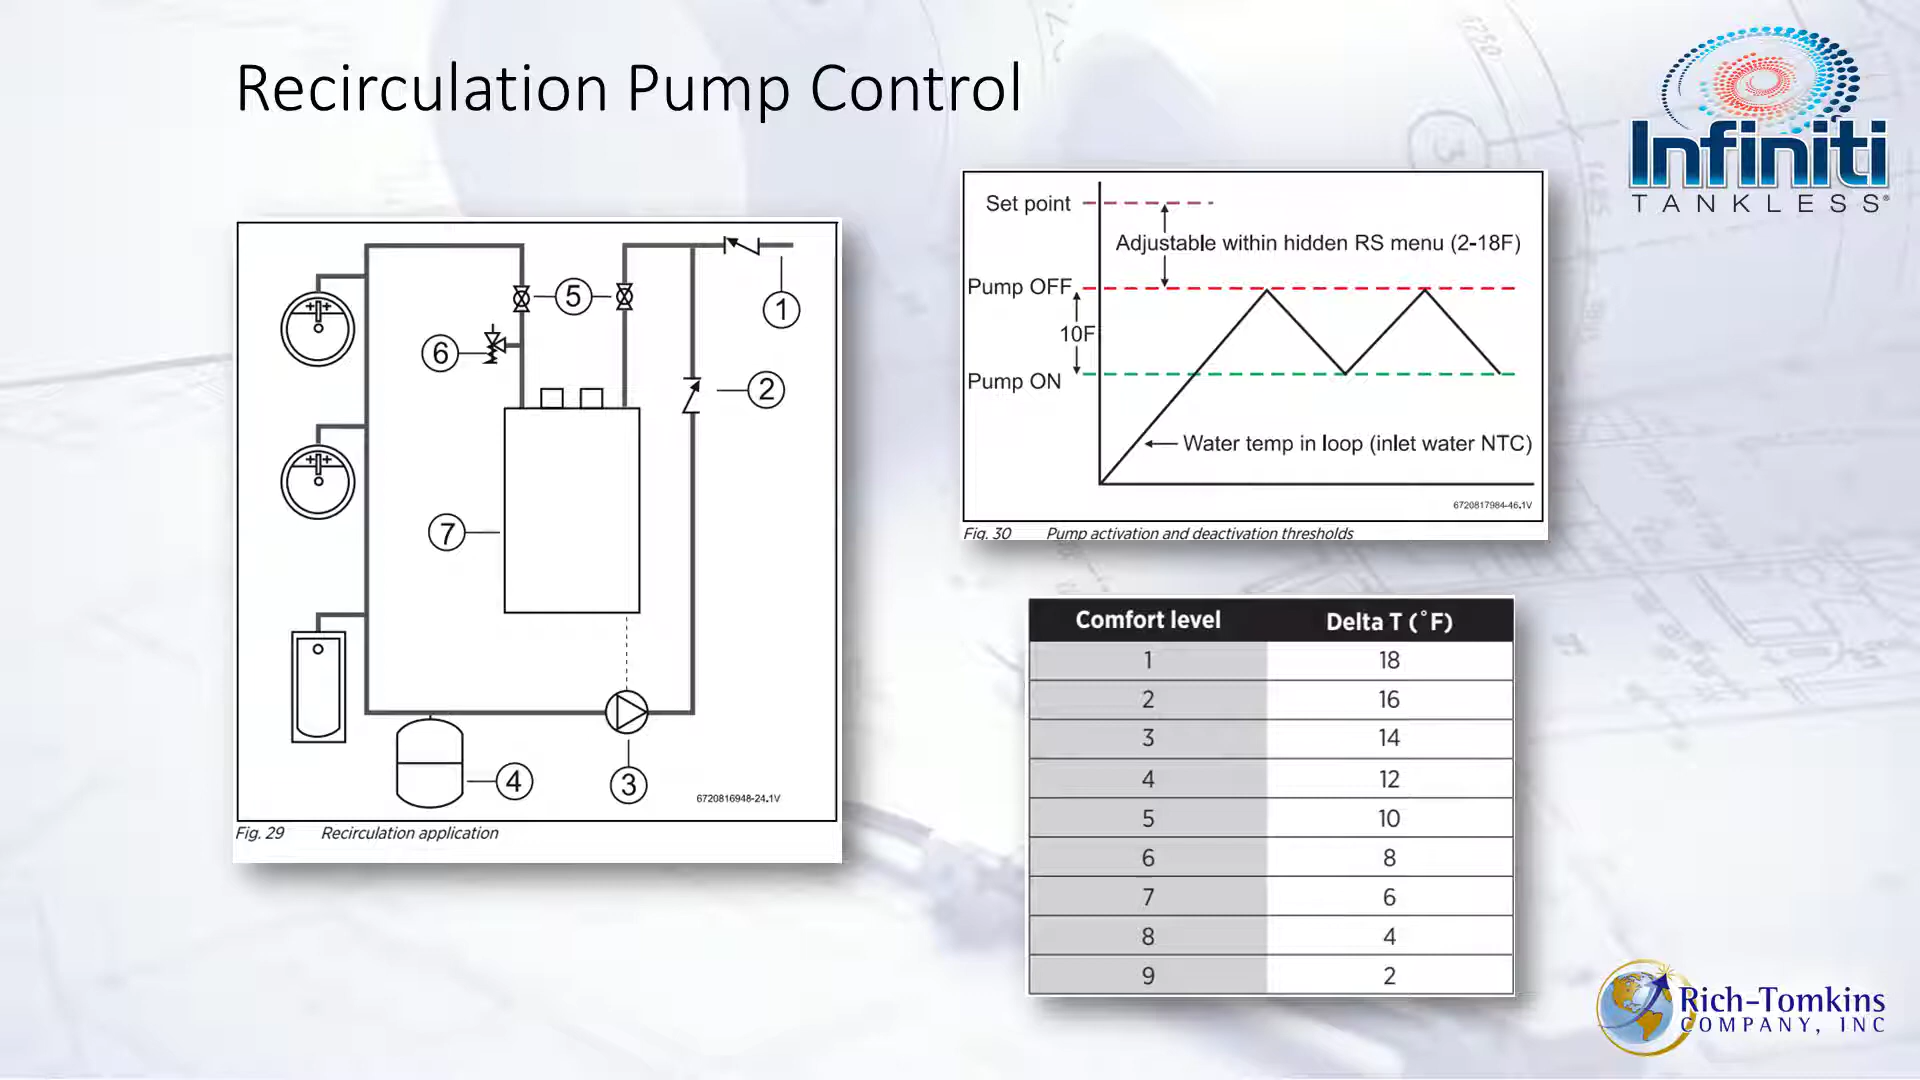 Recirculation Pump Control
Infiniti
TANKLESS®
5
1
6
2
7
4
3
6720816948-24.1V
Fig. 29 Recirculation application
Set point
Adjustable within hidden RS menu (2-18F)
Pump OFF
10F
Pump ON
Water temp in loop (inlet water NTC)
6720817984-46.1V
Fig. 30 Pump activation and deactivation thresholds
Comfort level Delta T (°F)
1 18
2 16
3 14
4 12
5 10
6 8
7 6
8 4
9 2
Rich-Tomkins
COMPANY, INC